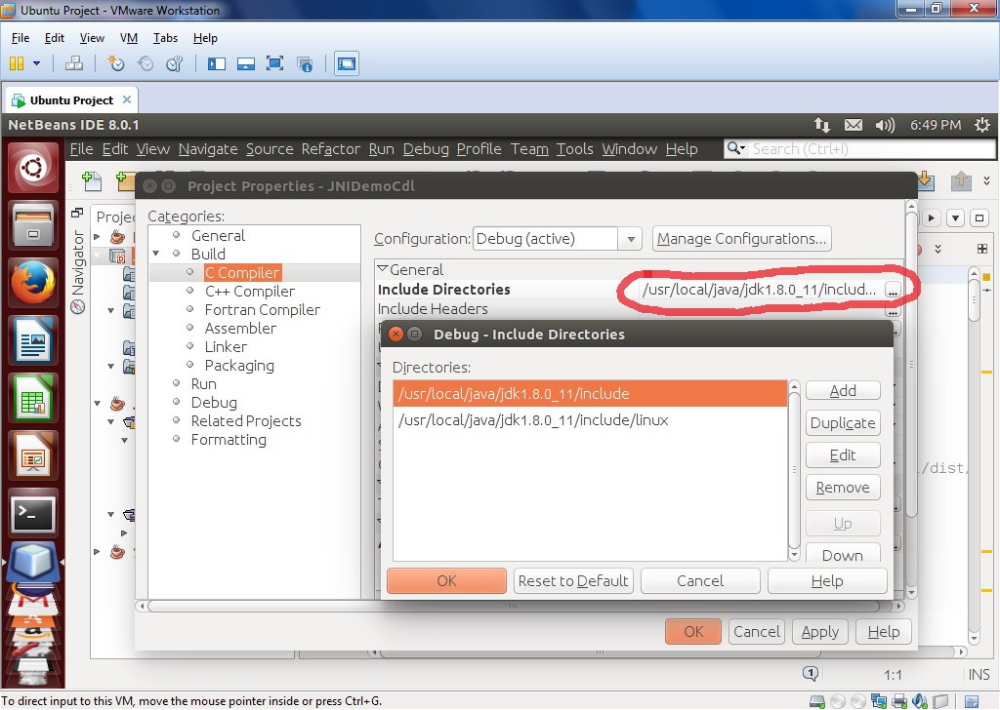 Ubuntu Project - VMware Workstation
File Edit View VM Tabs Help
Ubuntu Project
NetBeans IDE 8.0.1
6:49 PM
File Edit View Navigate Source Refactor Run Debug Profile Team Tools Window Help
Search (Ctrl+I)
Project Properties - JNIDemoCdl
Projec
Navigator
Categories:
General
Build
C Compiler
C++ Compiler
Fortran Compiler
Assembler
Linker
Packaging
Run
Debug
Related Projects
Formatting
Configuration: Debug (active) Manage Configurations...
General
Include Directories /usr/local/java/jdk1.8.0_11/includ... ...
Include Headers ...
Debug - Include Directories
Directories:
/usr/local/java/jdk1.8.0_11/include
/usr/local/java/jdk1.8.0_11/include/linux
Add
Duplicate
Edit
Remove
Up
Down
OK Reset to Default Cancel Help
l/dist,
OK Cancel Apply Help
1
1:1 INS
To direct input to this VM, move the mouse pointer inside or press Ctrl+G.